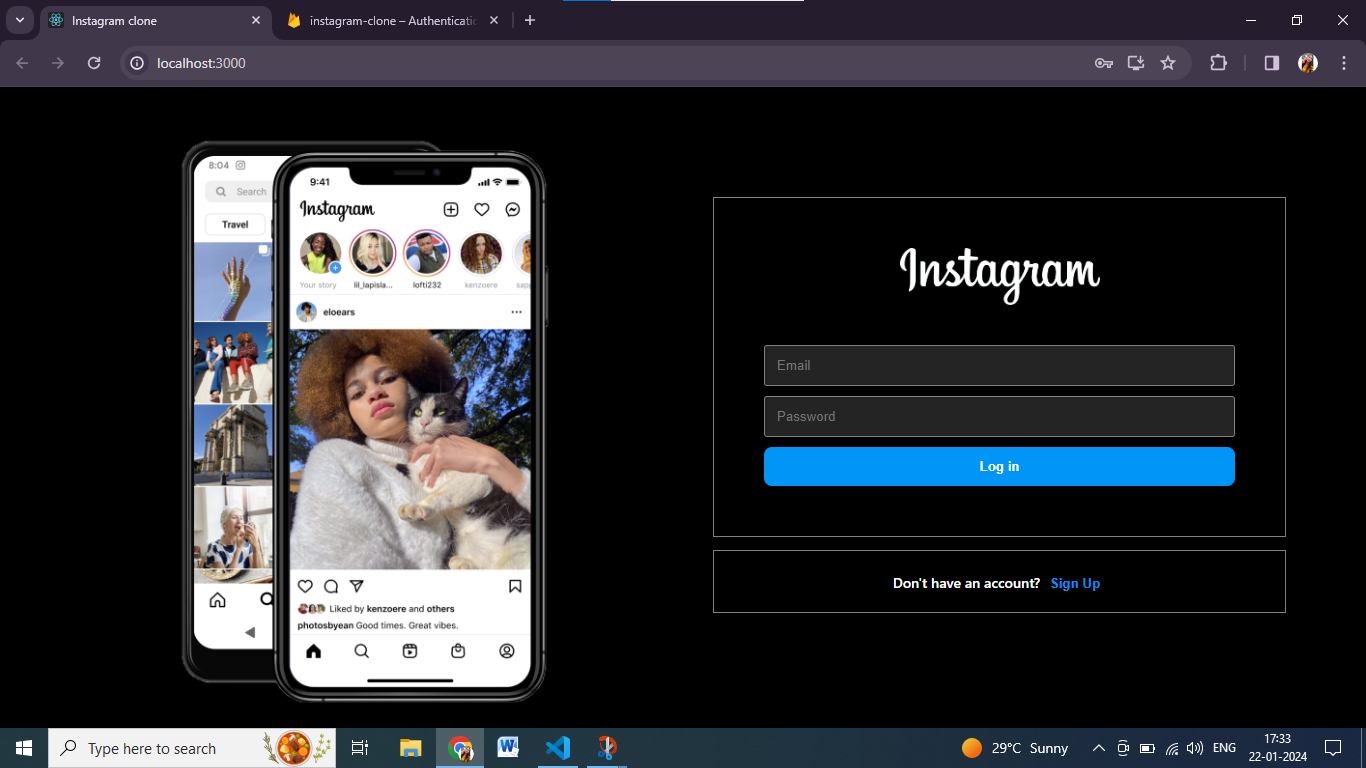 Instagram clone
instagram-clone – Authenticatic
localhost:3000
8:04
Search
Travel
9:41
Instagram
Your story
lil_lapisla...
lofti232
kenzoere
sap
eloears
...
Liked by kenzoere and others
photosbyean Good times. Great vibes.
Instagram
Email
Password
Log in
Don't have an account? Sign Up
Type here to search
29°C Sunny
ENG
17:33
22-01-2024